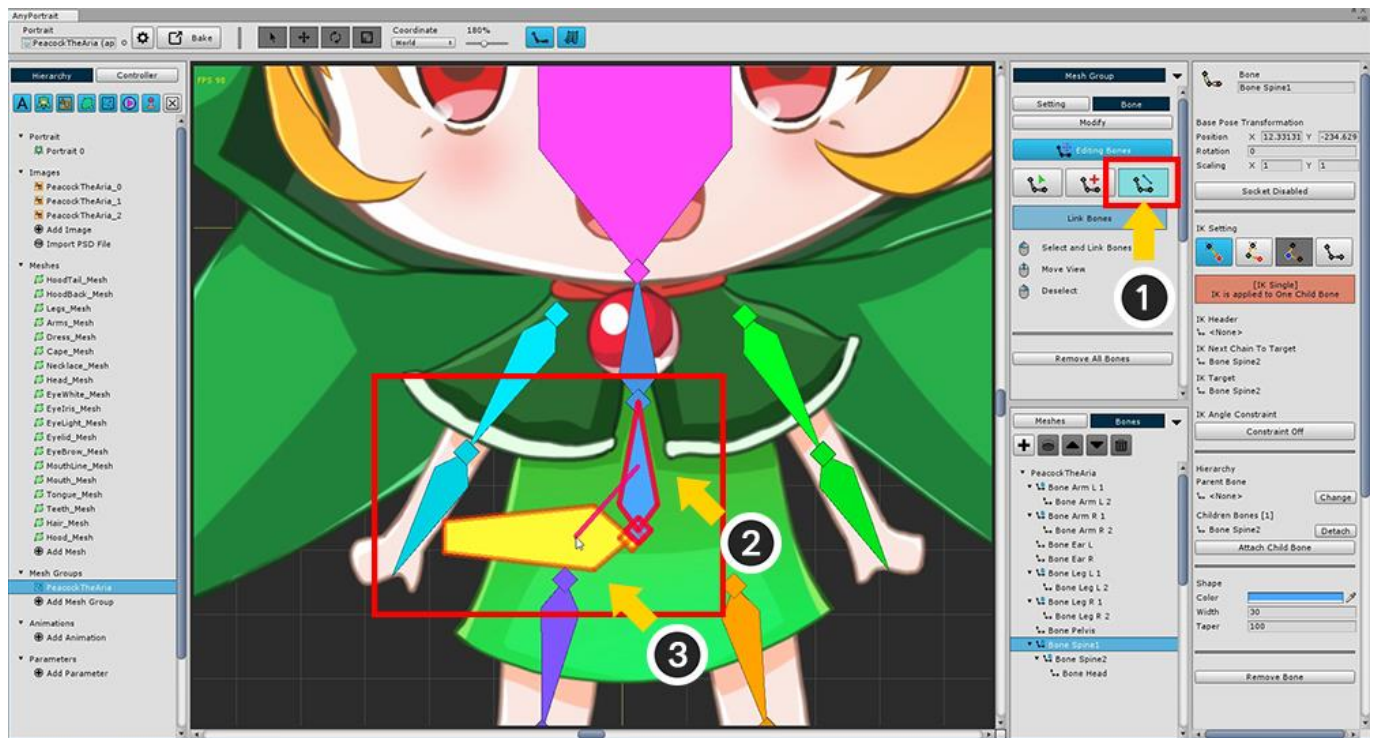 AnyPortrait
Portrait
PeacockTheAria (ap
Bake
Coordinate
World
180%
Hierarchy
Controller
Portrait
Portrait 0
Images
PeacockTheAria_0
PeacockTheAria_1
PeacockTheAria_2
Add Image
Import PSD File
Meshes
HoodTail_Mesh
HoodBack_Mesh
Legs_Mesh
Arms_Mesh
Dress_Mesh
Cape_Mesh
Necklace_Mesh
Head_Mesh
EyeWhite_Mesh
EyeIris_Mesh
EyeLight_Mesh
Eyelid_Mesh
EyeBrow_Mesh
MouthLine_Mesh
Mouth_Mesh
Tongue_Mesh
Teeth_Mesh
Hair_Mesh
Hood_Mesh
Add Mesh
Mesh Groups
PeacockTheAria
Add Mesh Group
Animations
Add Animation
Parameters
Add Parameter
FPS 90
2
3
Mesh Group
Setting
Bone
Modify
Editing Bones
Link Bones
Select and Link Bones
Move View
Deselect
1
Remove All Bones
Meshes
Bones
PeacockTheAria
Bone Arm L 1
Bone Arm L 2
Bone Arm R 1
Bone Arm R 2
Bone Ear L
Bone Ear R
Bone Leg L 1
Bone Leg L 2
Bone Leg R 1
Bone Leg R 2
Bone Pelvis
Bone Spine1
Bone Spine2
Bone Head
Bone
Bone Spine1
Base Pose Transformation
Position X 12.33131 Y -234.629
Rotation 0
Scaling X 1 Y 1
Socket Disabled
IK Setting
[IK Single]
IK is applied to One Child Bone
IK Header
<None>
IK Next Chain To Target
Bone Spine2
IK Target
Bone Spine2
IK Angle Constraint
Constraint Off
Hierarchy
Parent Bone
<None> Change
Children Bones [1]
Bone Spine2 Detach
Attach Child Bone
Shape
Color
Width 30
Taper 100
Remove Bone